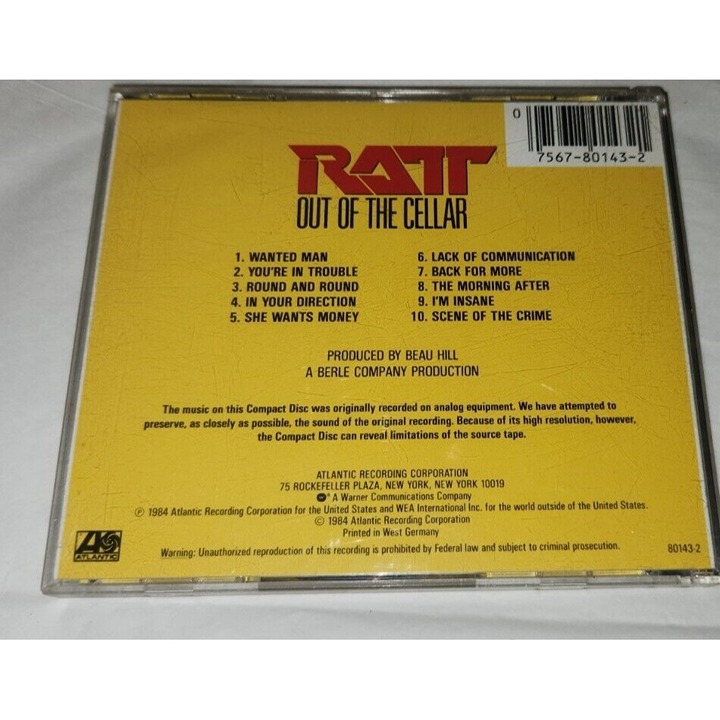 0
7567-80143-2
RATT
OUT OF THE CELLAR
1. WANTED MAN
2. YOU'RE IN TROUBLE
3. ROUND AND ROUND
4. IN YOUR DIRECTION
5. SHE WANTS MONEY
6. LACK OF COMMUNICATION
7. BACK FOR MORE
8. THE MORNING AFTER
9. I'M INSANE
10. SCENE OF THE CRIME
PRODUCED BY BEAU HILL
A BERLE COMPANY PRODUCTION
The music on this Compact Disc was originally recorded on analog equipment. We have attempted to
preserve, as closely as possible, the sound of the original recording. Because of its high resolution, however,
the Compact Disc can reveal limitations of the source tape.
ATLANTIC RECORDING CORPORATION
75 ROCKEFELLER PLAZA, NEW YORK, NEW YORK 10019
A Warner Communications Company
℗ 1984 Atlantic Recording Corporation for the United States and WEA International Inc. for the world outside of the United States.
© 1984 Atlantic Recording Corporation
Printed in West Germany
ATLANTIC
Warning: Unauthorized reproduction of this recording is prohibited by Federal law and subject to criminal prosecution.
80143-2